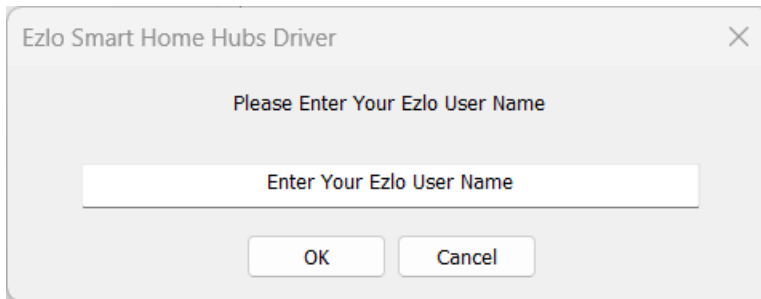 Ezlo Smart Home Hubs Driver
Please Enter Your Ezlo User Name
Enter Your Ezlo User Name
OK
Cancel